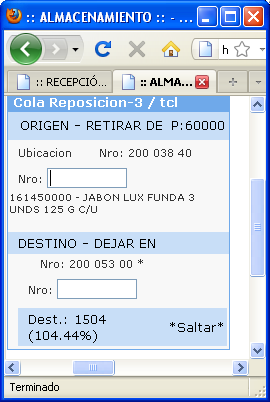 :: ALMACENAMIENTO :: - ...
h
:: RECEPCIÓ...
:: ALMA...
Cola Reposicion-3 / tcl
ORIGEN - RETIRAR DE P:60000
Ubicacion Nro: 200 038 40
Nro:
161450000 - JABON LUX FUNDA 3
UNDS 125 G C/U
DESTINO - DEJAR EN
Nro: 200 053 00 *
Nro:
Dest.: 1504
(104.44%)
*Saltar*
Terminado